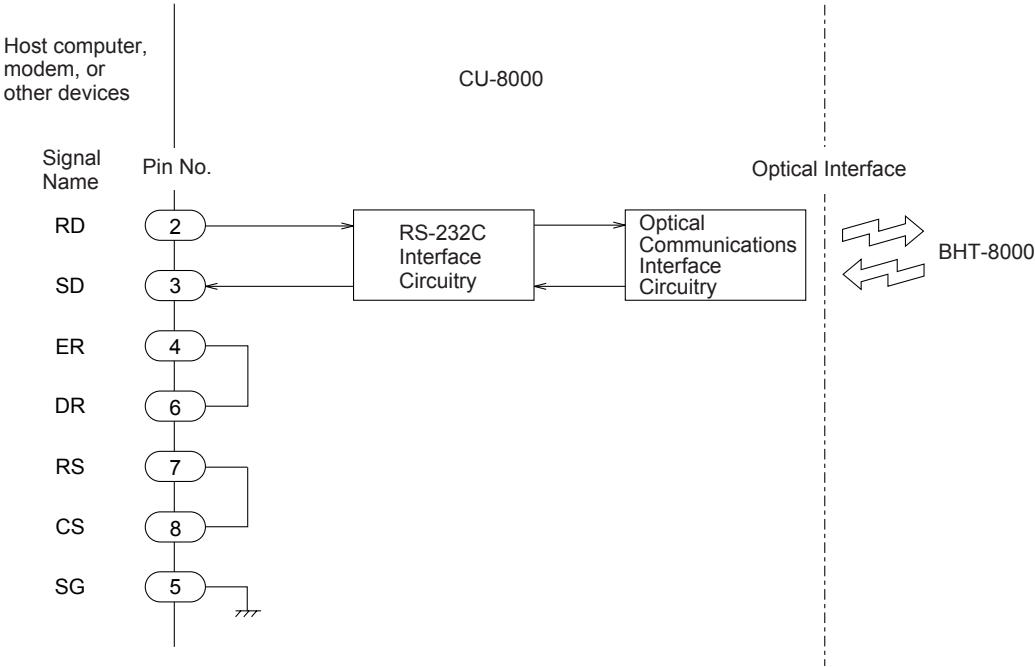 Host computer,
modem, or
other devices
CU-8000
Signal
Name
Pin No.
Optical Interface
RD
2
RS-232C
Interface
Circuitry
Optical
Communications
Interface
Circuitry
BHT-8000
SD
3
ER
4
DR
6
RS
7
CS
8
SG
5